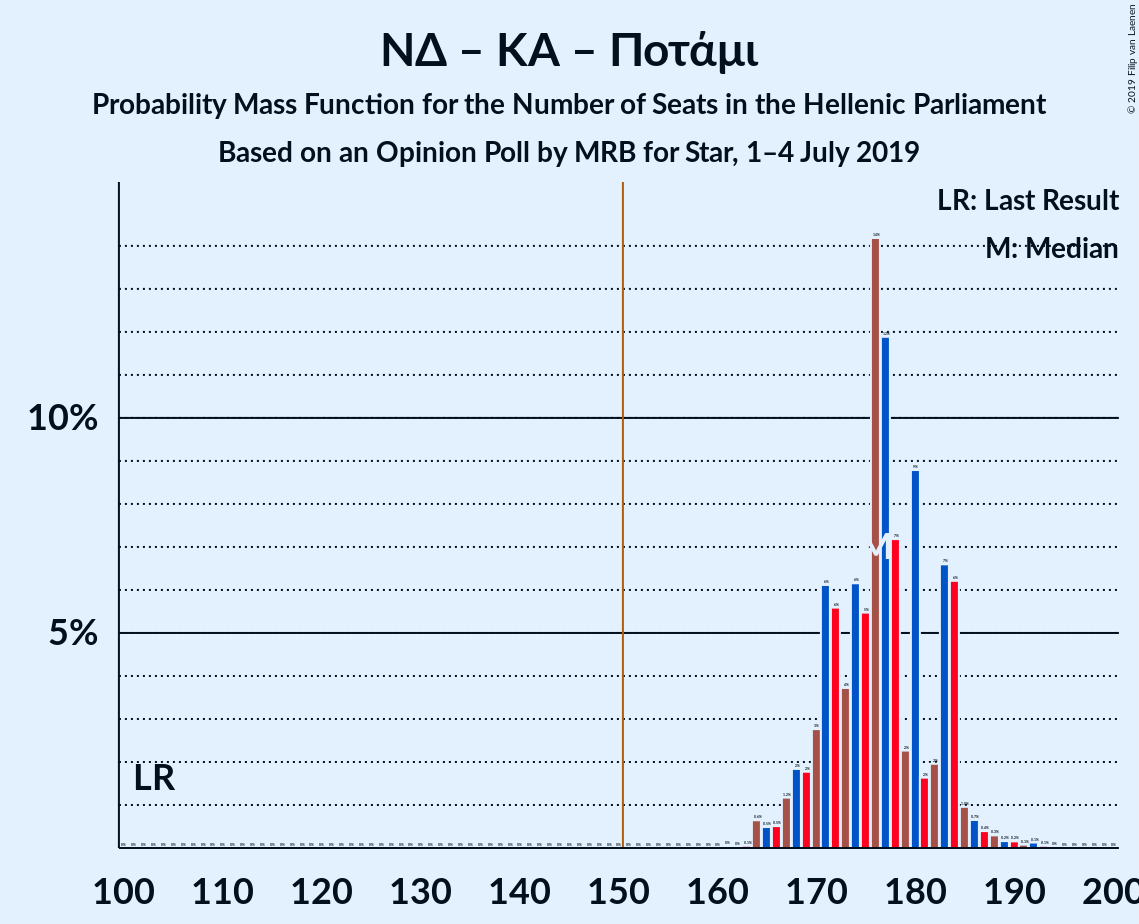 ΝΔ – ΚΑ – Ποτάμι
Probability Mass Function for the Number of Seats in the Hellenic Parliament
Based on an Opinion Poll by MRB for Star, 1–4 July 2019
© 2019 Filip van Laenen
LR: Last Result
M: Median
10%
5%
LR
100 110 120 130 140 150 160 170 180 190 200